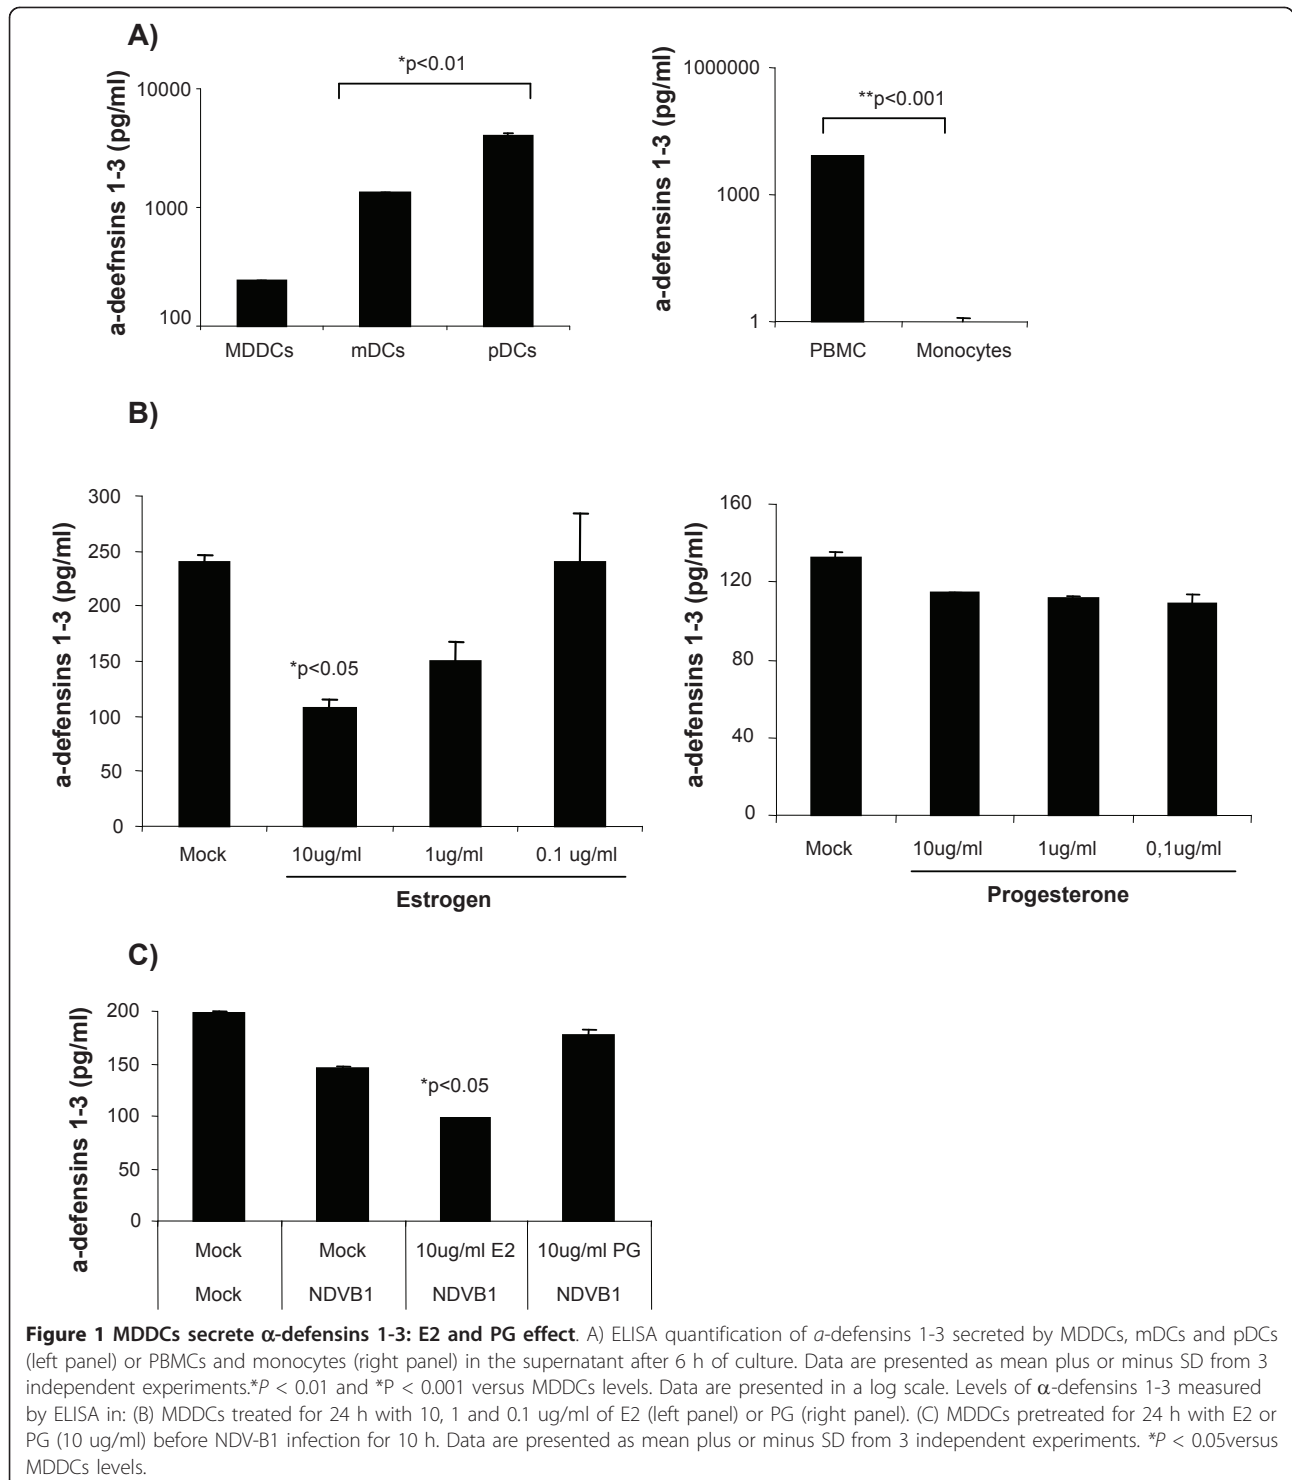 A)
a-deefnsins 1-3 (pg/ml)
10000
1000
100
*p<0.01
MDDCs mDCs pDCs
a-defensins 1-3 (pg/ml)
1000000
1000
1
**p<0.001
PBMC Monocytes
B)
a-defensins 1-3 (pg/ml)
300
250
200
150
100
50
0
*p<0.05
Mock 10ug/ml 1ug/ml 0.1 ug/ml
Estrogen
a-defensins 1-3 (pg/ml)
160
120
80
40
0
Mock 10ug/ml 1ug/ml 0,1ug/ml
Progesterone
C)
a-defensins 1-3 (pg/ml)
200
150
100
50
0
*p<0.05
Mock Mock 10ug/ml E2 10ug/ml PG
Mock NDVB1 NDVB1 NDVB1
Figure 1 MDDCs secrete α-defensins 1-3: E2 and PG effect. A) ELISA quantification of a-defensins 1-3 secreted by MDDCs, mDCs and pDCs
(left panel) or PBMCs and monocytes (right panel) in the supernatant after 6 h of culture. Data are presented as mean plus or minus SD from 3
independent experiments.*P < 0.01 and *P < 0.001 versus MDDCs levels. Data are presented in a log scale. Levels of α-defensins 1-3 measured
by ELISA in: (B) MDDCs treated for 24 h with 10, 1 and 0.1 ug/ml of E2 (left panel) or PG (right panel). (C) MDDCs pretreated for 24 h with E2 or
PG (10 ug/ml) before NDV-B1 infection for 10 h. Data are presented as mean plus or minus SD from 3 independent experiments. *P < 0.05versus
MDDCs levels.